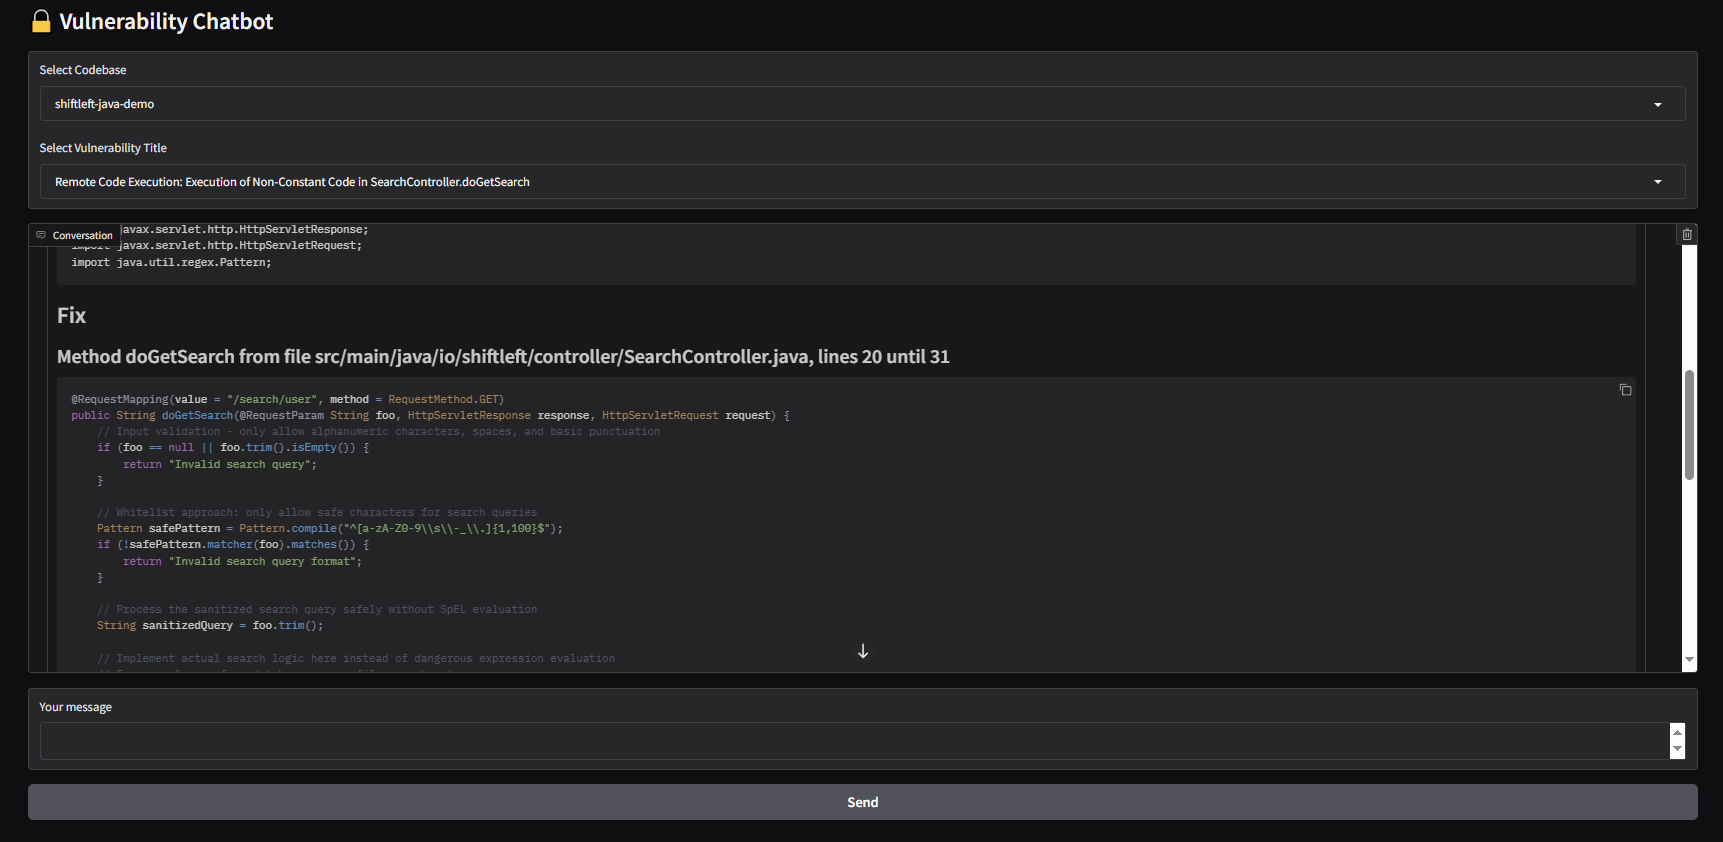 Vulnerability Chatbot
Select Codebase
shiftleft-java-demo
Select Vulnerability Title
Remote Code Execution: Execution of Non-Constant Code in SearchController.doGetSearch
Conversation
javax.servlet.http.HttpServletResponse;
import javax.servlet.http.HttpServletRequest;
import java.util.regex.Pattern;
Fix
Method doGetSearch from file src/main/java/io/shiftleft/controller/SearchController.java, lines 20 until 31
@RequestMapping(value = "/search/user", method = RequestMethod.GET)
public String doGetSearch(@RequestParam String foo, HttpServletResponse response, HttpServletRequest request) {
// Input validation - only allow alphanumeric characters, spaces, and basic punctuation
if (foo == null || foo.trim().isEmpty()) {
return "Invalid search query";
}
// Whitelist approach: only allow safe characters for search queries
Pattern safePattern = Pattern.compile("^[a-zA-Z0-9\\s\\-_\\.]{1,100}$");
if (!safePattern.matcher(foo).matches()) {
return "Invalid search query format";
}
// Process the sanitized search query safely without SpEL evaluation
String sanitizedQuery = foo.trim();
// Implement actual search logic here instead of dangerous expression evaluation
Your message
Send